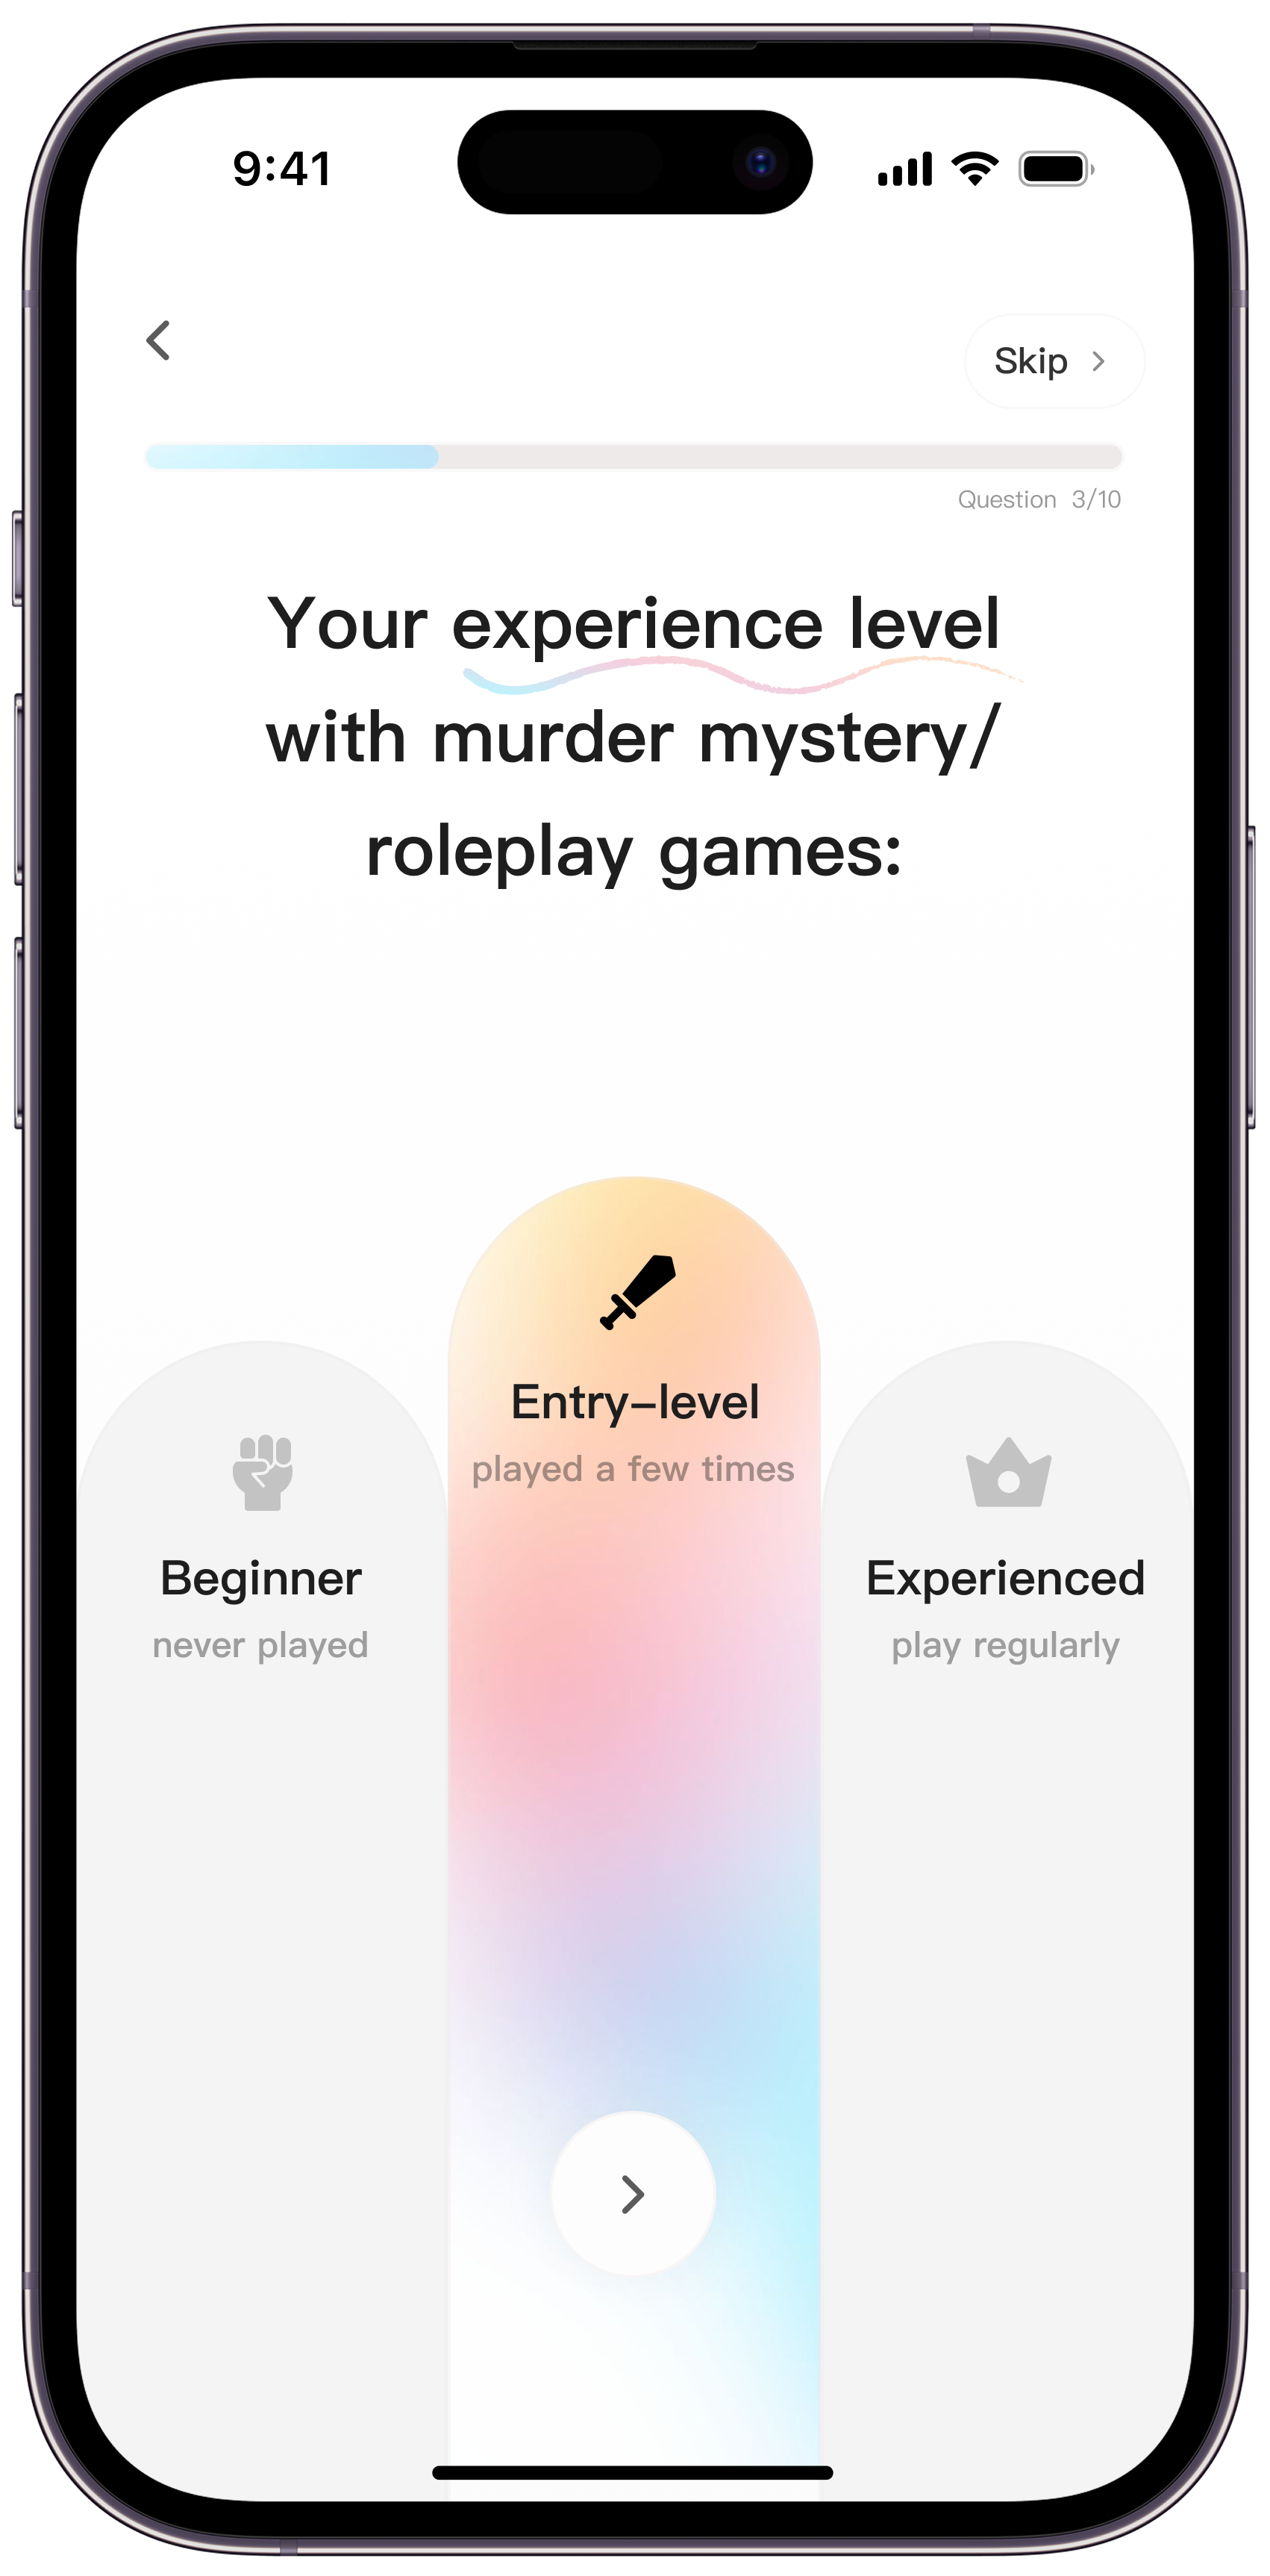 9:41
Skip
Question 3/10
Your experience level
with murder mystery/
roleplay games:
Entry-level
played a few times
Beginner
never played
Experienced
play regularly